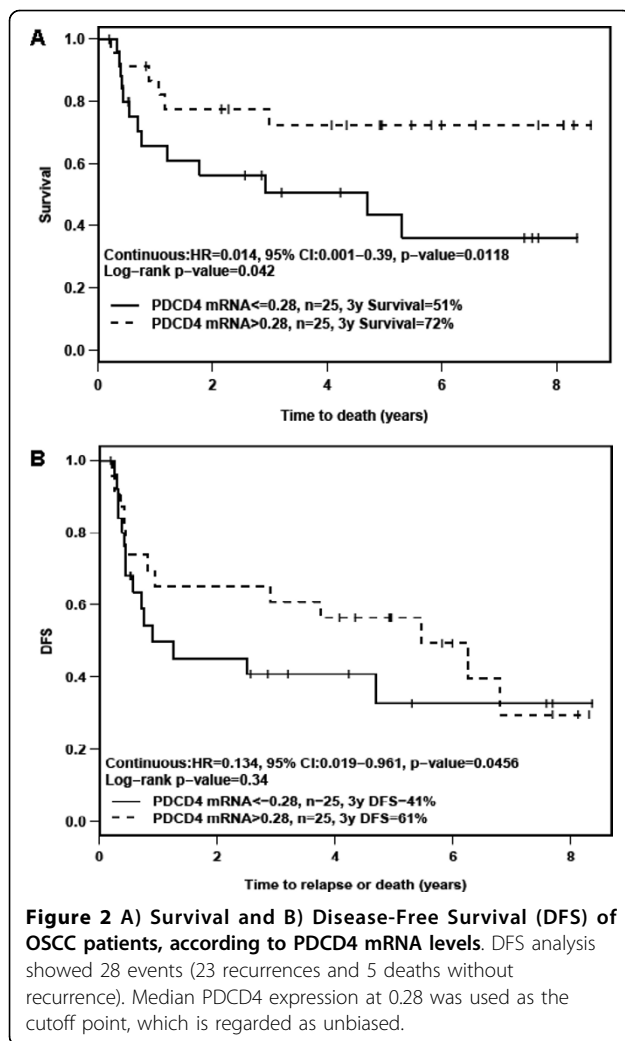 A
1.0
0.8
0.6
0.4
0.2
0.0
Survival
Continuous:HR=0.014, 95% CI:0.001–0.39, p–value=0.0118
Log–rank p–value=0.042
PDCD4 mRNA<=0.28, n=25, 3y Survival=51%
PDCD4 mRNA>0.28, n=25, 3y Survival=72%
0 2 4 6 8
Time to death (years)
B
1.0
0.8
0.6
0.4
0.2
0.0
DFS
Continuous:HR=0.134, 95% CI:0.019–0.961, p–value=0.0456
Log–rank p–value=0.34
PDCD4 mRNA<–0.28, n–25, 3y DFS–41%
PDCD4 mRNA>0.28, n=25, 3y DFS=61%
0 2 4 6 8
Time to relapse or death (years)
Figure 2 A) Survival and B) Disease-Free Survival (DFS) of
OSCC patients, according to PDCD4 mRNA levels. DFS analysis
showed 28 events (23 recurrences and 5 deaths without
recurrence). Median PDCD4 expression at 0.28 was used as the
cutoff point, which is regarded as unbiased.